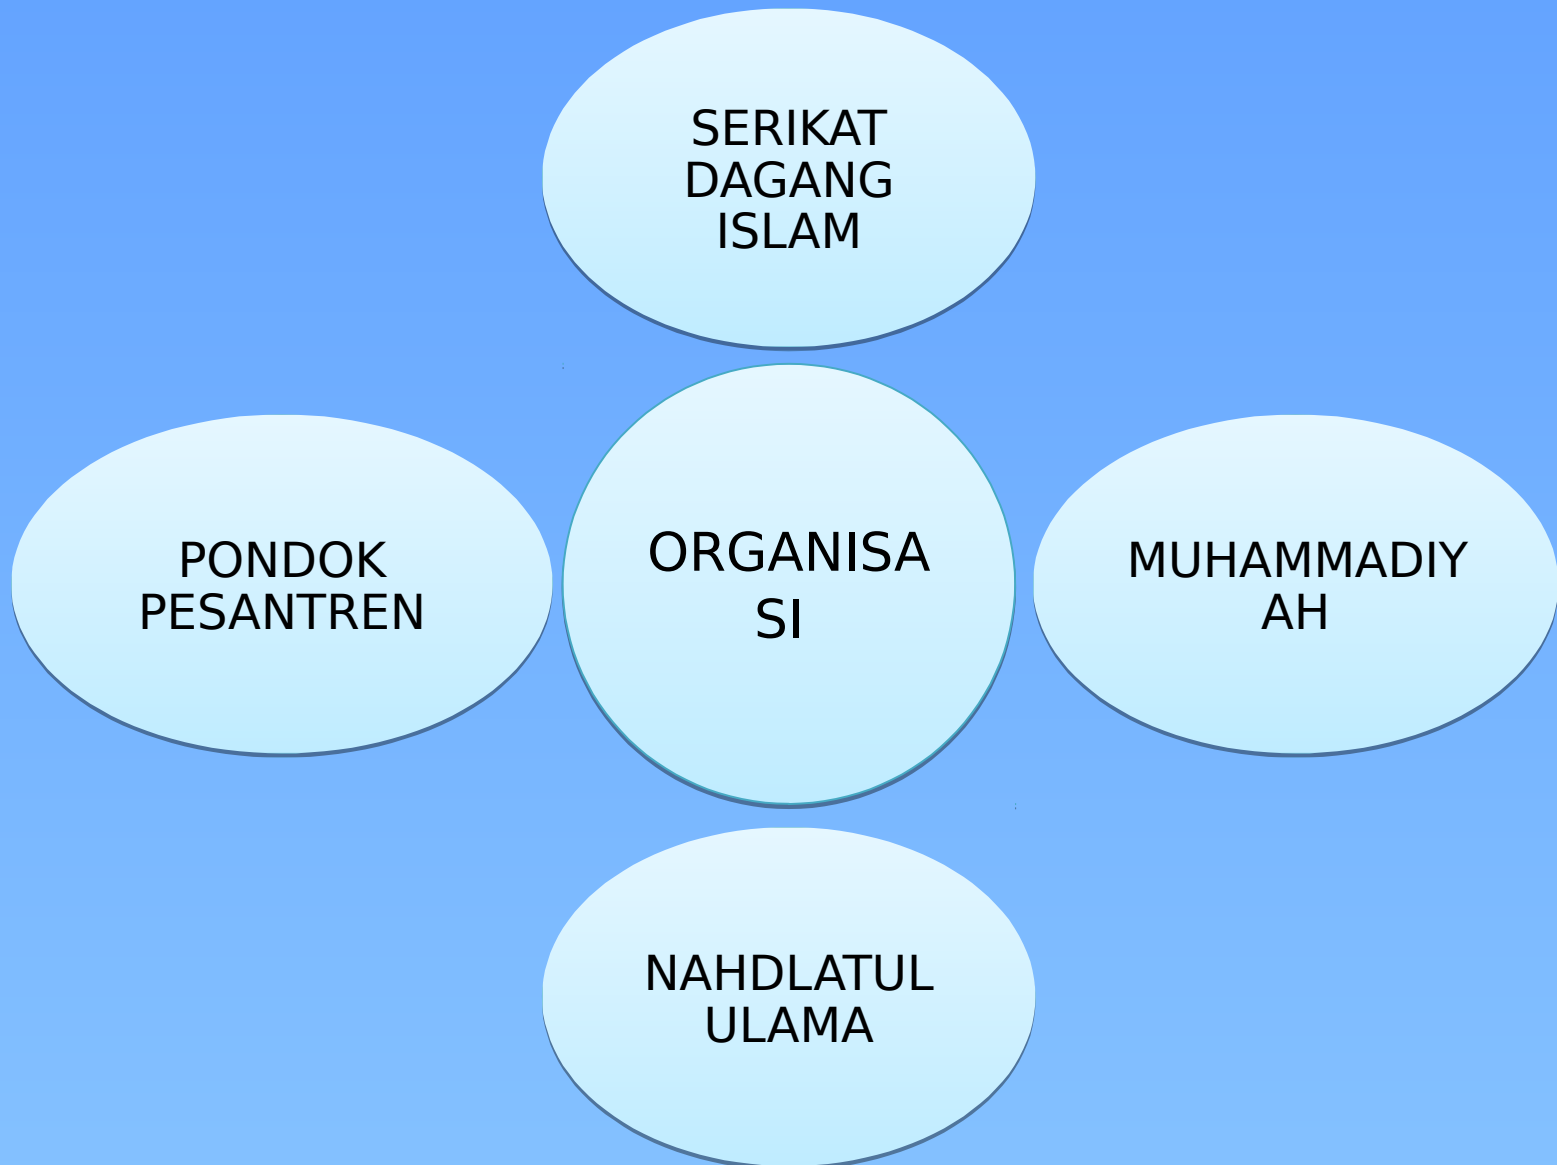 SERIKAT
DAGANG
ISLAM
PONDOK
PESANTREN
ORGANISA
SI
MUHAMMADIY
AH
NAHDLATUL
ULAMA